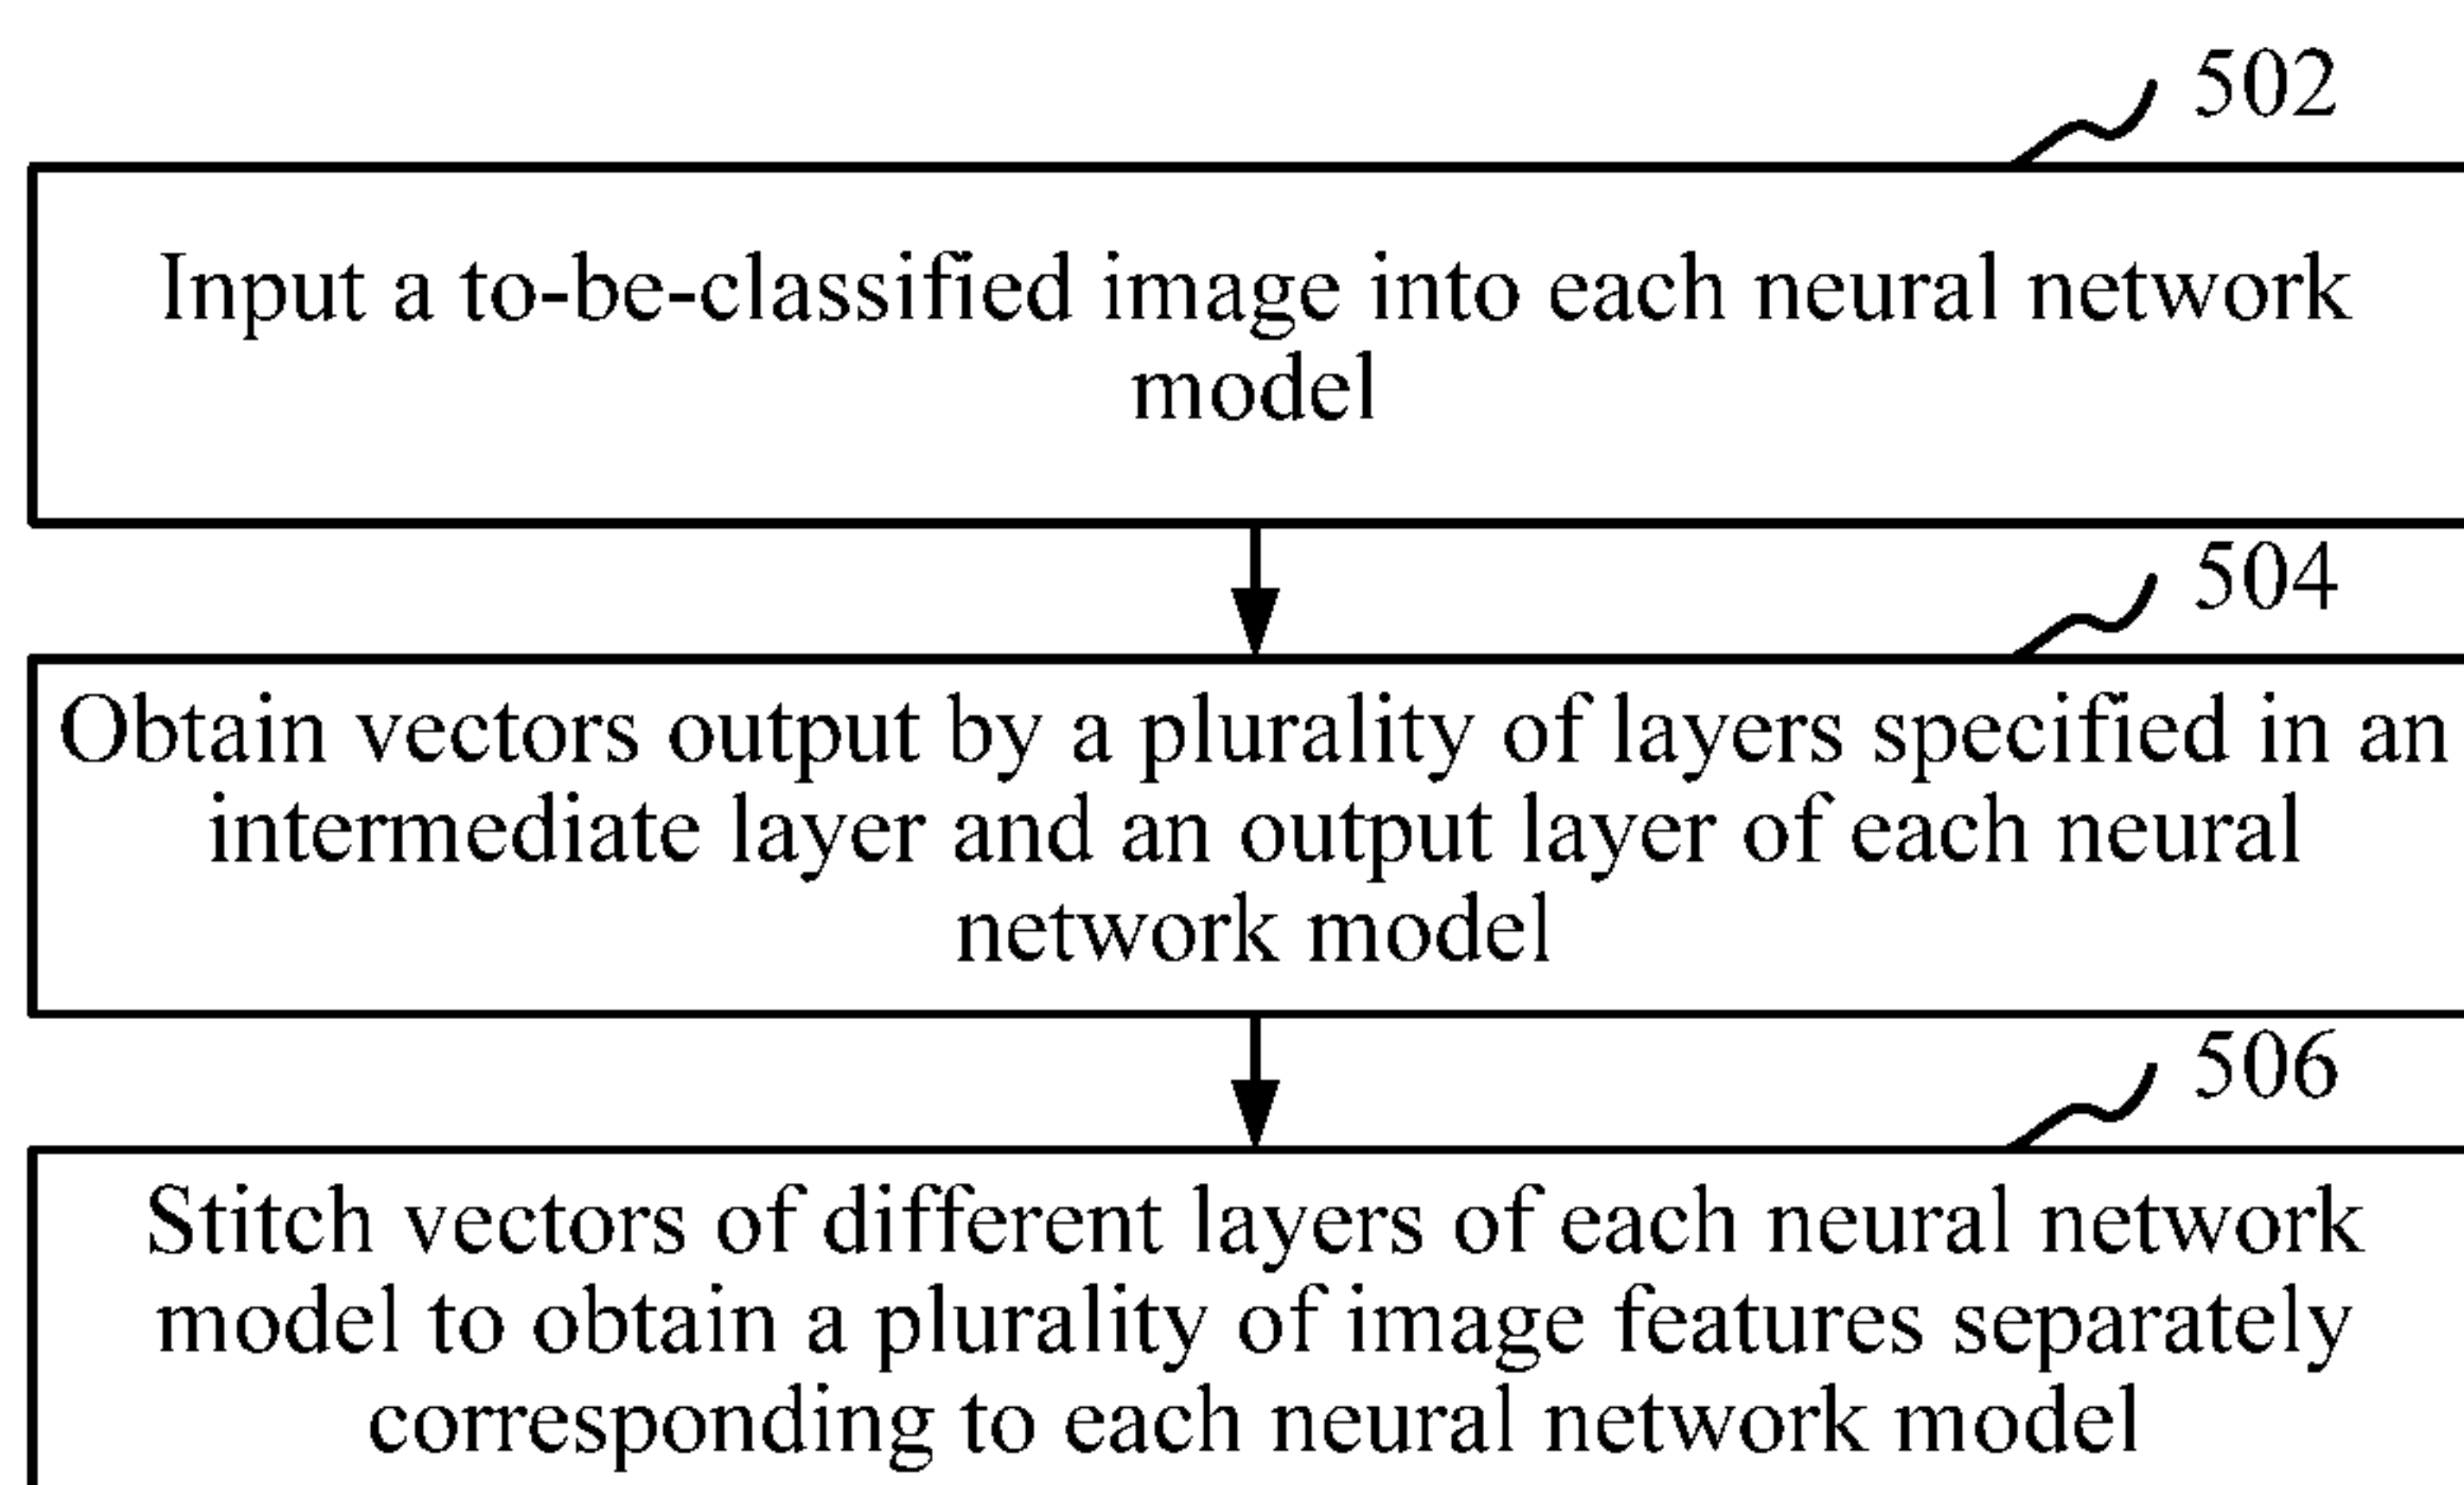 502
Input a to-be-classified image into each neural network
model
504
Obtain vectors output by a plurality of layers specified in an
intermediate layer and an output layer of each neural
network model
506
Stitch vectors of different layers of each neural network
model to obtain a plurality of image features separately
corresponding to each neural network model